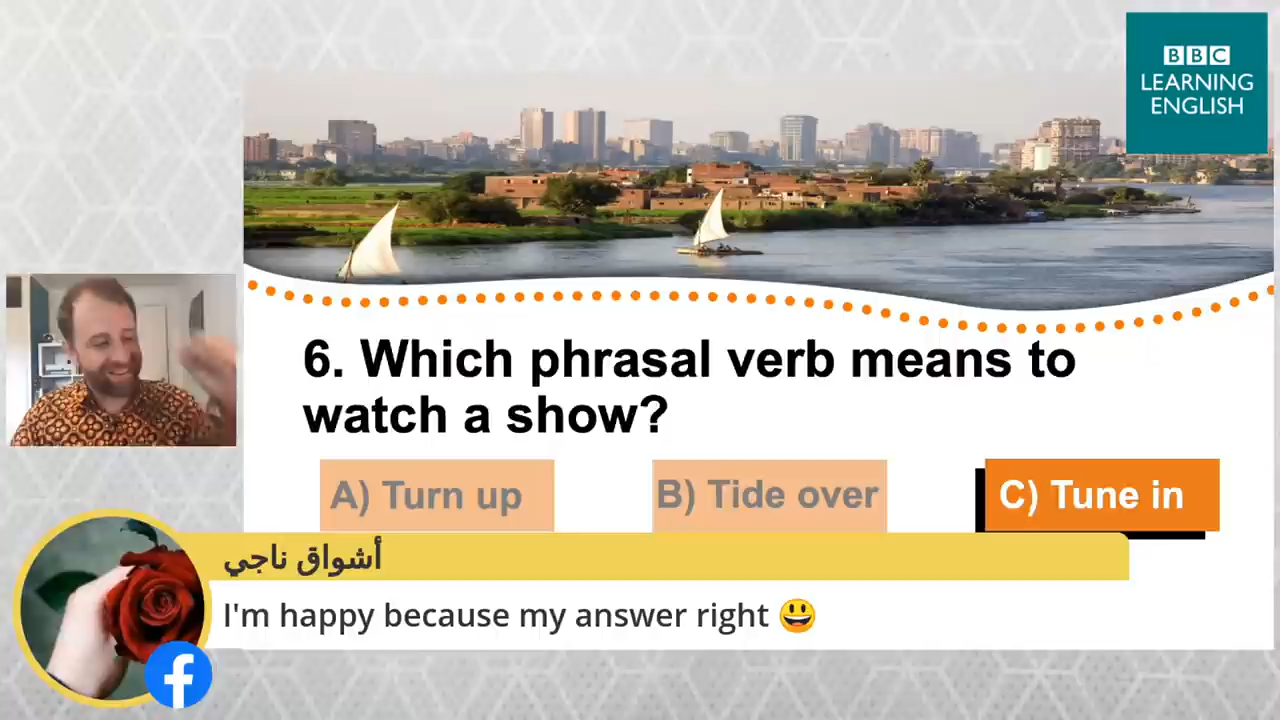 BBC
LEARNING
ENGLISH
6. Which phrasal verb means to
watch a show?
A) Turn up
B) Tide over
C) Tune in
أشواق ناجي
I'm happy because my answer right 😃